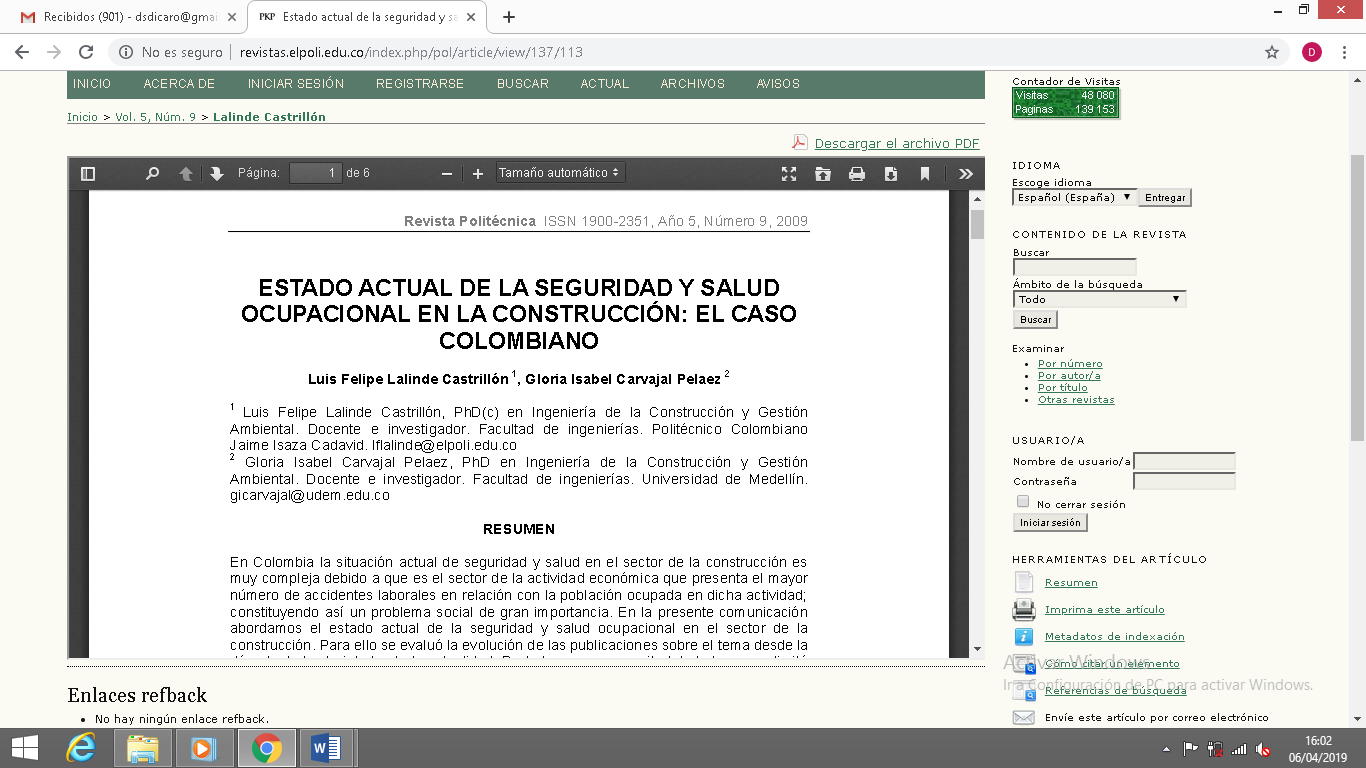 Recibidos (901) - dsdicaro@gmai
PKP Estado actual de la seguridad y sa
No es seguro revistas.elpoli.edu.co/index.php/pol/article/view/137/113
D
INICIO ACERCA DE INICIAR SESIÓN REGISTRARSE BUSCAR ACTUAL ARCHIVOS AVISOS
Inicio > Vol. 5, Núm. 9 > Lalinde Castrillón
Descargar el archivo PDF
Página: 1 de 6 Tamaño automático
Revista Politécnica ISSN 1900-2351, Año 5, Número 9, 2009
ESTADO ACTUAL DE LA SEGURIDAD Y SALUD
OCUPACIONAL EN LA CONSTRUCCIÓN: EL CASO
COLOMBIANO
Luis Felipe Lalinde Castrillón 1, Gloria Isabel Carvajal Pelaez 2
1 Luis Felipe Lalinde Castrillón, PhD(c) en Ingeniería de la Construcción y Gestión
Ambiental. Docente e investigador. Facultad de ingenierías. Politécnico Colombiano
Jaime Isaza Cadavid. lflalinde@elpoli.edu.co
2 Gloria Isabel Carvajal Pelaez, PhD en Ingeniería de la Construcción y Gestión
Ambiental. Docente e investigador. Facultad de ingenierías. Universidad de Medellín.
gicarvajal@udem.edu.co
RESUMEN
En Colombia la situación actual de seguridad y salud en el sector de la construcción es
muy compleja debido a que es el sector de la actividad económica que presenta el mayor
número de accidentes laborales en relación con la población ocupada en dicha actividad;
constituyendo así un problema social de gran importancia. En la presente comunicación
abordamos el estado actual de la seguridad y salud ocupacional en el sector de la
construcción. Para ello se evaluó la evolución de las publicaciones sobre el tema desde la
Enlaces refback
No hay ningún enlace refback.
Contador de Visitas
Visitas 48 080
Paginas 139 153
IDIOMA
Escoge idioma
Español (España) Entregar
CONTENIDO DE LA REVISTA
Buscar
Ámbito de la búsqueda
Todo
Buscar
Examinar
Por número
Por autor/a
Por título
Otras revistas
USUARIO/A
Nombre de usuario/a
Contraseña
No cerrar sesión
Iniciar sesión
HERRAMIENTAS DEL ARTÍCULO
Resumen
Imprima este artículo
Metadatos de indexación
Cómo citar un elemento
Referencias de búsqueda
Envíe este artículo por correo electrónico
Activar Windows
Ir a Configuración de PC para activar Windows.
16:02
06/04/2019